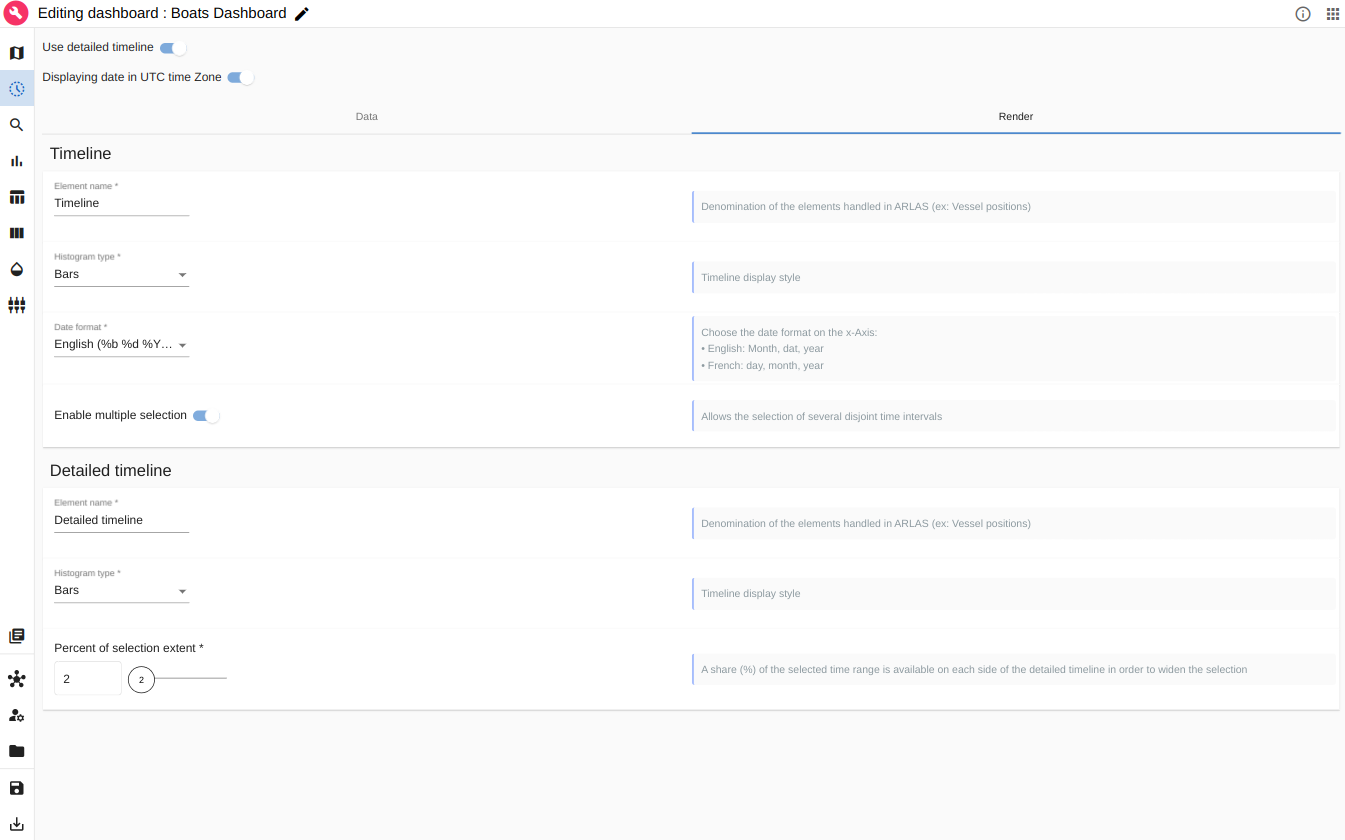 Editing dashboard : Boats Dashboard
Use detailed timeline
Displaying date in UTC time Zone
Data
Render
Timeline
Element name *
Timeline
Denomination of the elements handled in ARLAS (ex: Vessel positions)
Histogram type *
Bars
Timeline display style
Date format *
English (%b %d %Y...
Choose the date format on the x-Axis:
• English: Month, dat, year
• French: day, month, year
Enable multiple selection
Allows the selection of several disjoint time intervals
Detailed timeline
Element name *
Detailed timeline
Denomination of the elements handled in ARLAS (ex: Vessel positions)
Histogram type *
Bars
Timeline display style
Percent of selection extent *
2
2
A share (%) of the selected time range is available on each side of the detailed timeline in order to widen the selection